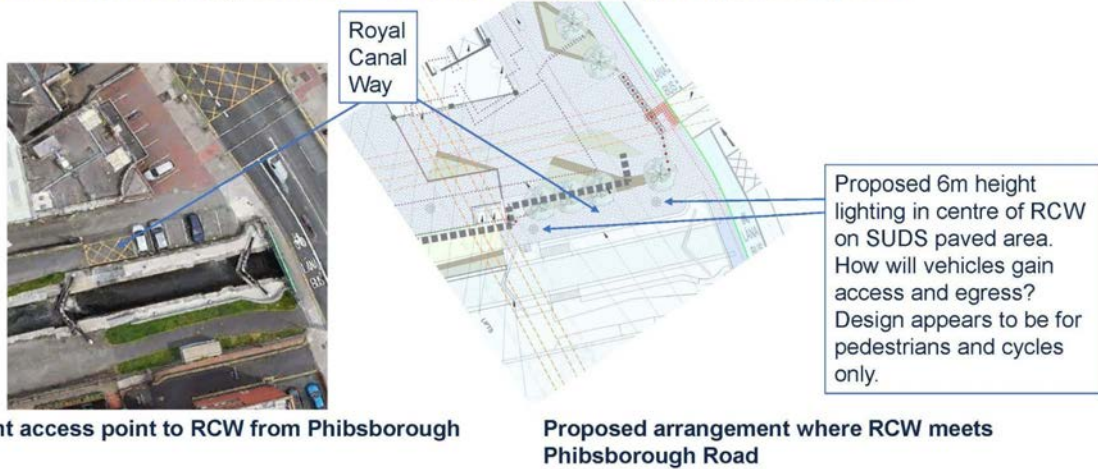 Royal
Canal
Way
Proposed 6m height
lighting in centre of RCW
on SUDS paved area.
How will vehicles gain
access and egress?
Design appears to be for
pedestrians and cycles
only.
LIFTS
nt access point to RCW from Phibsborough
Proposed arrangement where RCW meets
Phibsborough Road